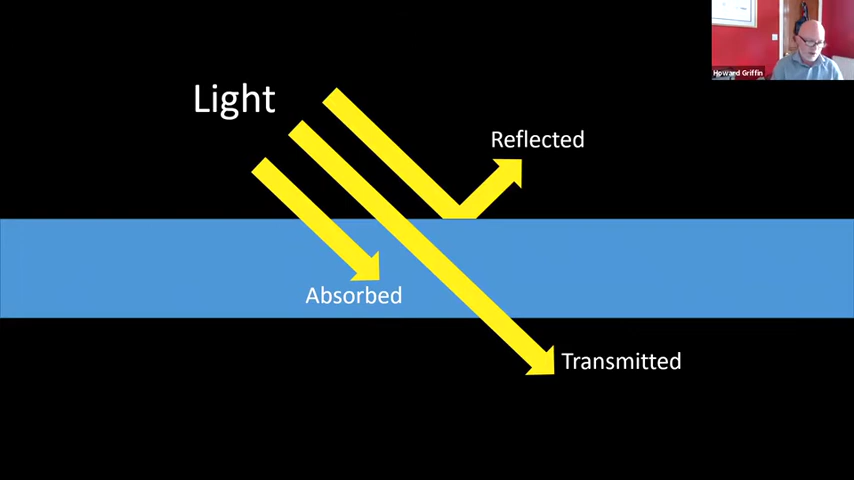 Howard Griffin
Light
Reflected
Absorbed
Transmitted